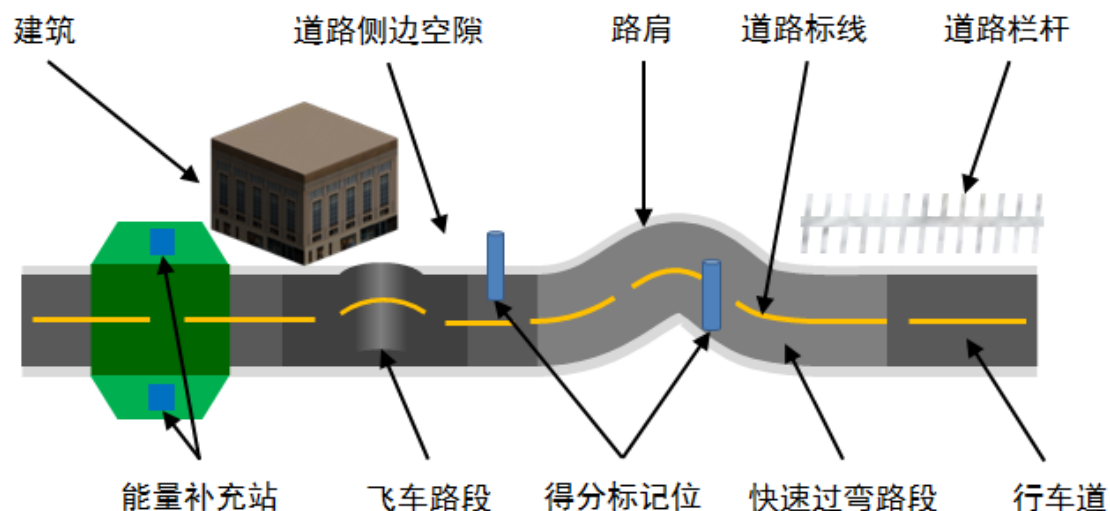 建筑
道路侧边空隙
路肩
道路标线
道路栏杆
能量补充站
飞车路段
得分标记位
快速过弯路段
行车道